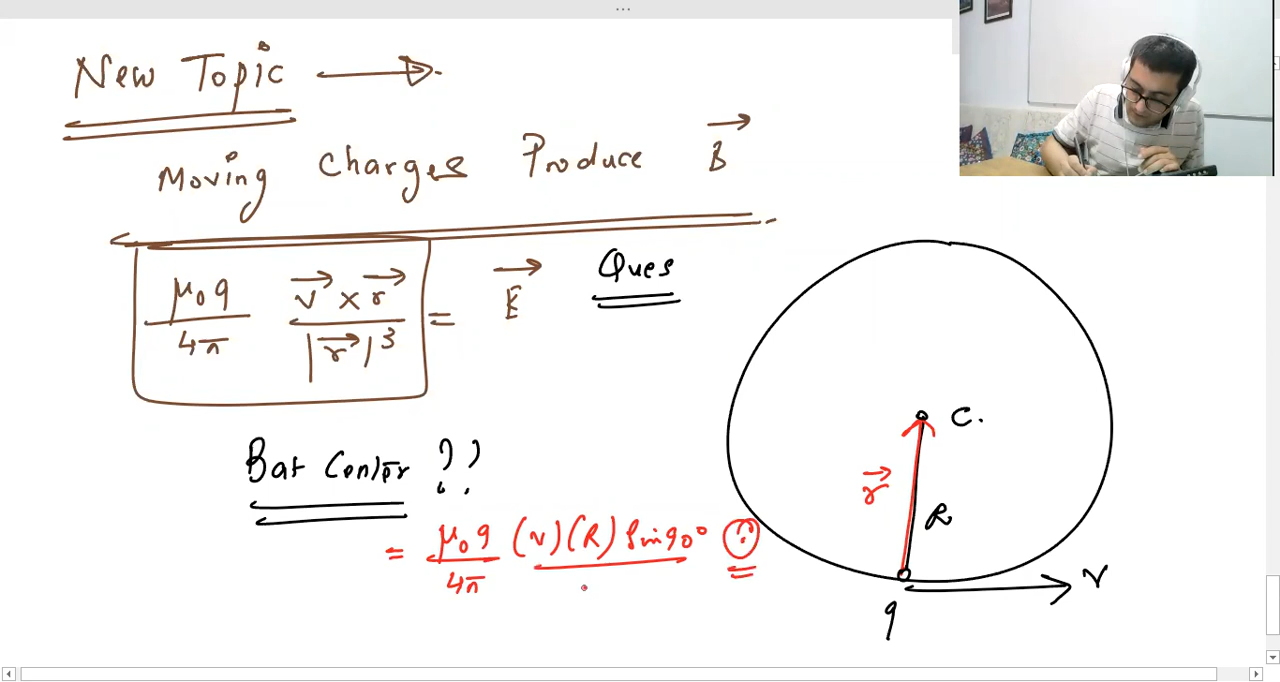 New Topic →
Moving Charges Produce B⃗
μ₀q/4π (v⃗ × r⃗)/|r⃗|³ = E⃗
Ques
B at Center ??
= μ₀q/4π (v)(R) sin90°
C.
r⃗
R
q
v